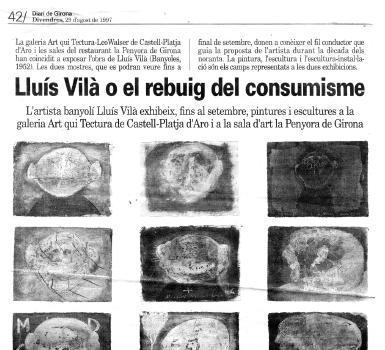 42/ Diari de Girona
Divendres, 29 d'agost de 1997
La galeria Art qui Tectura-LeoWalser de Castell-Platja
d'Aro i les sales del restaurant la Penyora de Girona
han coincidit a exposar l'obra de Lluís Vilà (Banyoles,
1952). Les dues mostres, que es podran veure fins a
final de setembre, donen a conèixer el fil conductor que
guia la proposta de l'artista durant la dècada dels
noranta. La pintura, l'escultura i l'escultura-instal·la-
ció són els camps representats a les dues exhibicions.
Lluís Vilà o el rebuig del consumisme
L'artista banyolí Lluís Vilà exhibeix, fins al setembre, pintures i escultures a la
galeria Art qui Tectura de Castell-Platja d'Aro i a la sala d'art la Penyora de Girona
M D